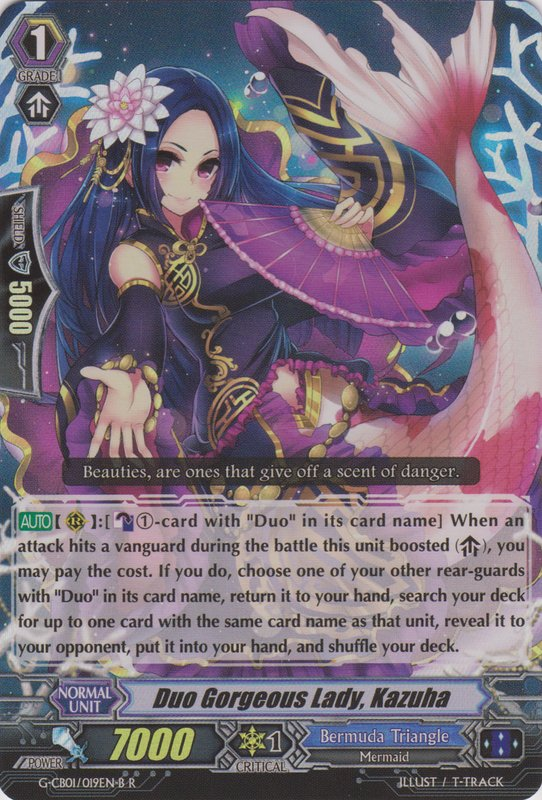 1
GRADE
SHIELD
5000
Beauties, are ones that give off a scent of danger.
AUTO【 R 】:[ ①-card with "Duo" in its card name] When an
attack hits a vanguard during the battle this unit boosted ( ), you
may pay the cost. If you do, choose one of your other rear-guards
with "Duo" in its card name, return it to your hand, search your deck
for up to one card with the same card name as that unit, reveal it to
your opponent, put it into your hand, and shuffle your deck.
NORMAL
UNIT
Duo Gorgeous Lady, Kazuha
POWER
7000
1
CRITICAL
Bermuda Triangle
Mermaid
G-CB01/019EN-B R
ILLUST / T-TRACK